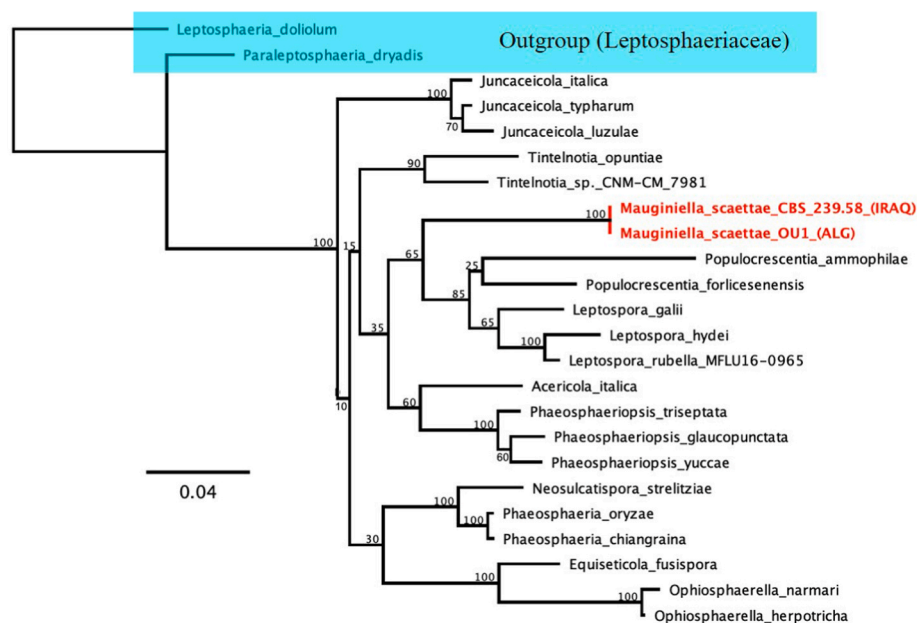 Leptosphaeria_doliolum
Outgroup (Leptosphaeriaceae)
Paraleptosphaeria_dryadis
Juncaceicola_italica
100
Juncaceicola_typharum
70
Juncaceicola_luzulae
Tintelnotia_opuntiae
90
Tintelnotia_sp._CNM-CM_7981
Mauginiella_scaettae_CBS_239.58_(IRAQ)
100
Mauginiella_scaettae_OU1_(ALG)
100
15
65
Populocrescentia_ammophilae
25
Populocrescentia_forlicesenensis
85
Leptospora_galii
65
35
Leptospora_hydei
100
Leptospora_rubella_MFLU16-0965
Acericola_italica
10
60
Phaeosphaeriopsis_triseptata
100
Phaeosphaeriopsis_glaucopunctata
60
Phaeosphaeriopsis_yuccae
0.04
Neosulcatispora_strelitziae
100
Phaeosphaeria_oryzae
100
Phaeosphaeria_chiangraina
30
Equiseticola_fusispora
100
Ophiosphaerella_narmari
100
Ophiosphaerella_herpotricha